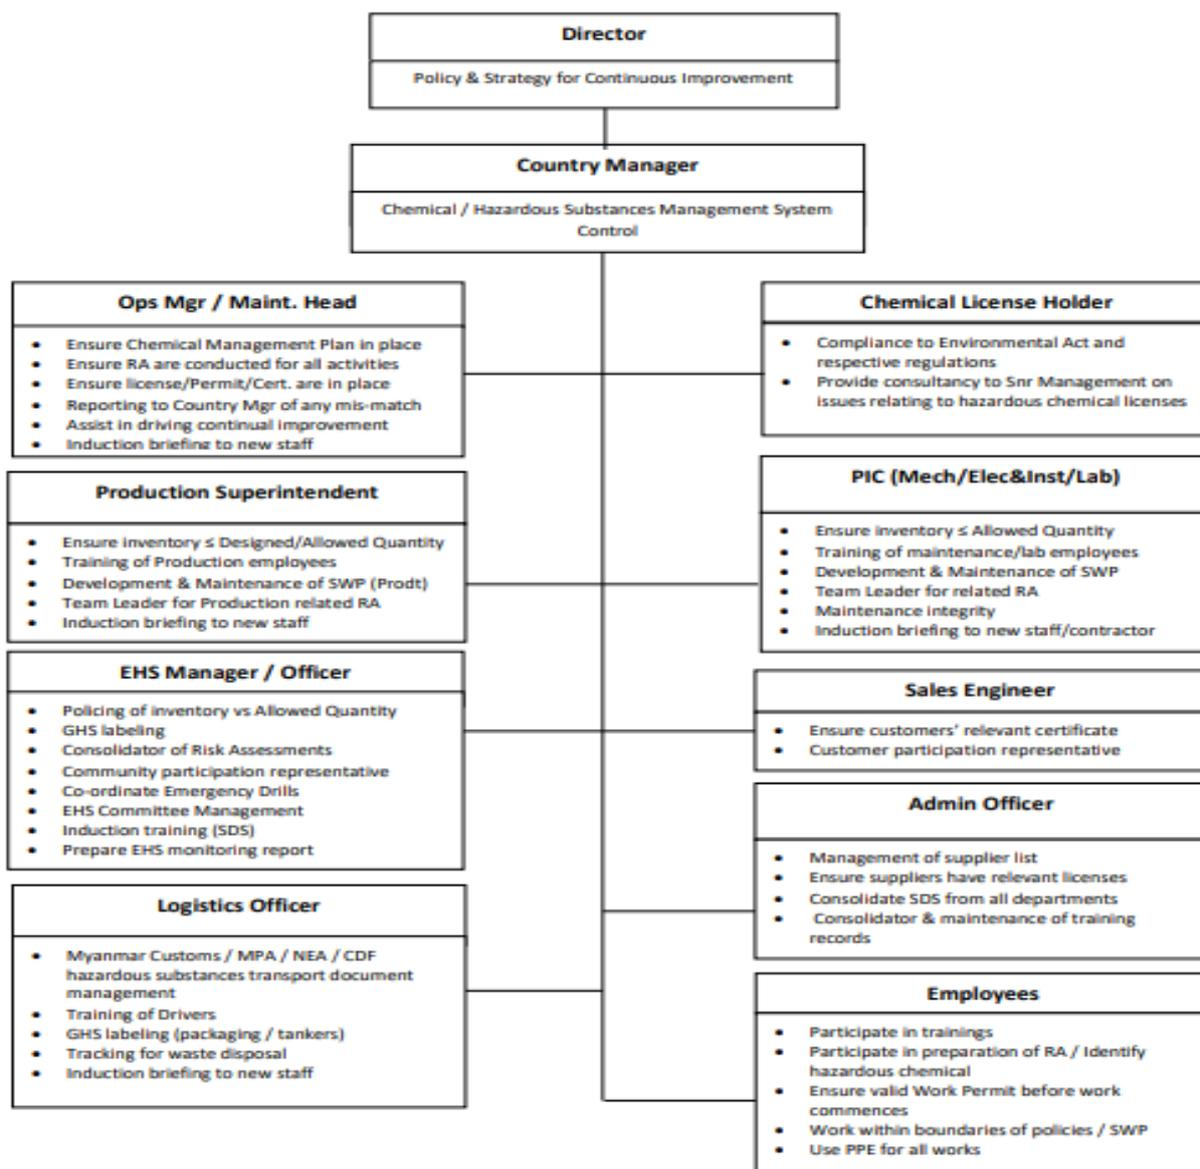 Director
Policy & Strategy for Continuous Improvement
Country Manager
Chemical / Hazardous Substances Management System
Control
Ops Mgr / Maint. Head
• Ensure Chemical Management Plan in place
• Ensure RA are conducted for all activities
• Ensure license/Permit/Cert. are in place
• Reporting to Country Mgr of any mis-match
• Assist in driving continual improvement
• Induction briefing to new staff
Chemical License Holder
• Compliance to Environmental Act and
respective regulations
• Provide consultancy to Snr Management on
issues relating to hazardous chemical licenses
Production Superintendent
• Ensure inventory ≤ Designed/Allowed Quantity
• Training of Production employees
• Development & Maintenance of SWP (Prodt)
• Team Leader for Production related RA
• Induction briefing to new staff
PIC (Mech/Elec&Inst/Lab)
• Ensure inventory ≤ Allowed Quantity
• Training of maintenance/lab employees
• Development & Maintenance of SWP
• Team Leader for related RA
• Maintenance integrity
• Induction briefing to new staff/contractor
EHS Manager / Officer
• Policing of inventory vs Allowed Quantity
• GHS labeling
• Consolidator of Risk Assessments
• Community participation representative
• Co-ordinate Emergency Drills
• EHS Committee Management
• Induction training (SDS)
• Prepare EHS monitoring report
Sales Engineer
• Ensure customers' relevant certificate
• Customer participation representative
Admin Officer
• Management of supplier list
• Ensure suppliers have relevant licenses
• Consolidate SDS from all departments
• Consolidator & maintenance of training
records
Logistics Officer
• Myanmar Customs / MPA / NEA / CDF
hazardous substances transport document
management
• Training of Drivers
• GHS labeling (packaging / tankers)
• Tracking for waste disposal
• Induction briefing to new staff
Employees
• Participate in trainings
• Participate in preparation of RA / Identify
hazardous chemical
• Ensure valid Work Permit before work
commences
• Work within boundaries of policies / SWP
• Use PPE for all works